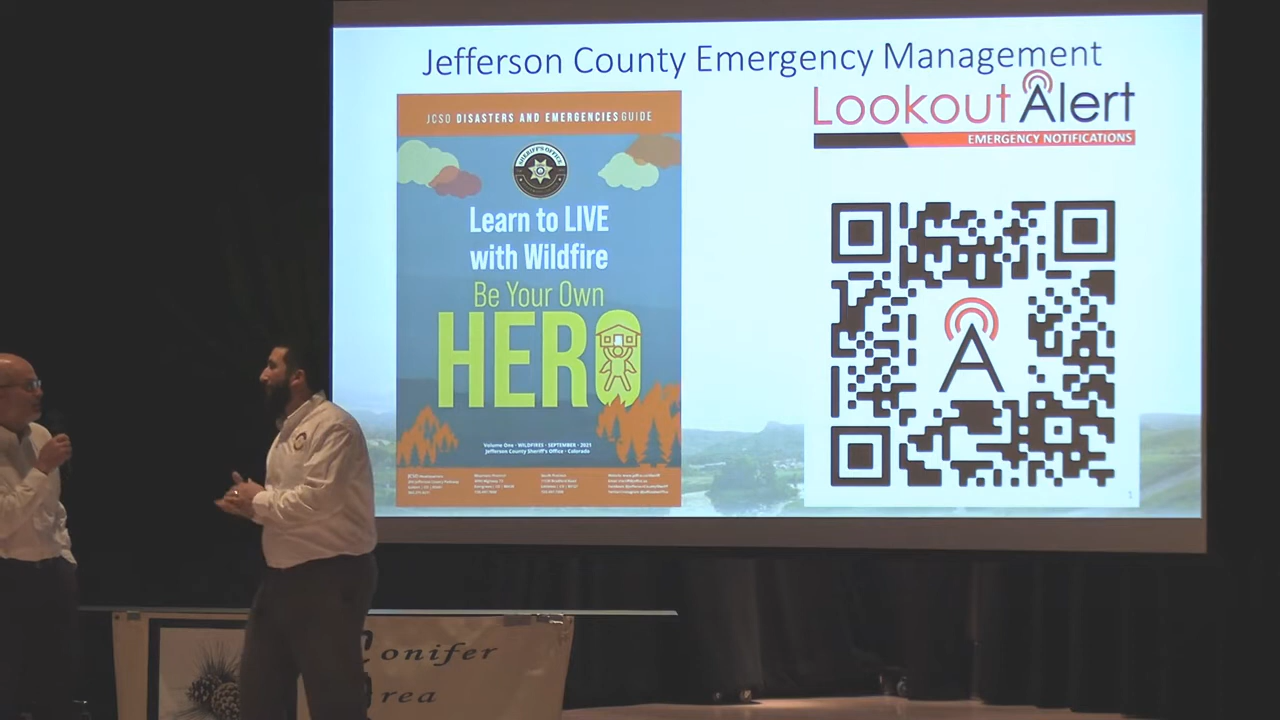 Jefferson County Emergency Management
JCSO DISASTERS AND EMERGENCIES GUIDE
SHERIFF'S OFFICE
Learn to LIVE
with Wildfire
Be Your Own
HERO
Volume One - WILDFIRES - SEPTEMBER - 2021
Jefferson County Sheriff's Office - Colorado
Lookout Alert
EMERGENCY NOTIFICATIONS
A
Conifer
Area